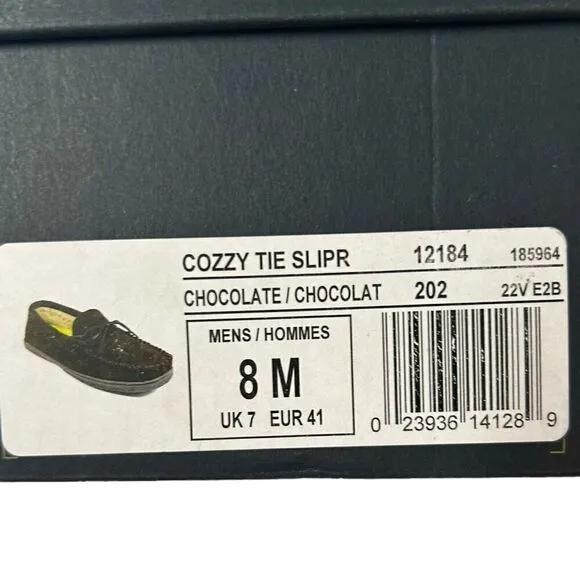 COZZY TIE SLIPR 12184 185964
CHOCOLATE / CHOCOLAT 202 22V E2B
MENS / HOMMES
8 M
UK 7 EUR 41
0 23936 14128 9